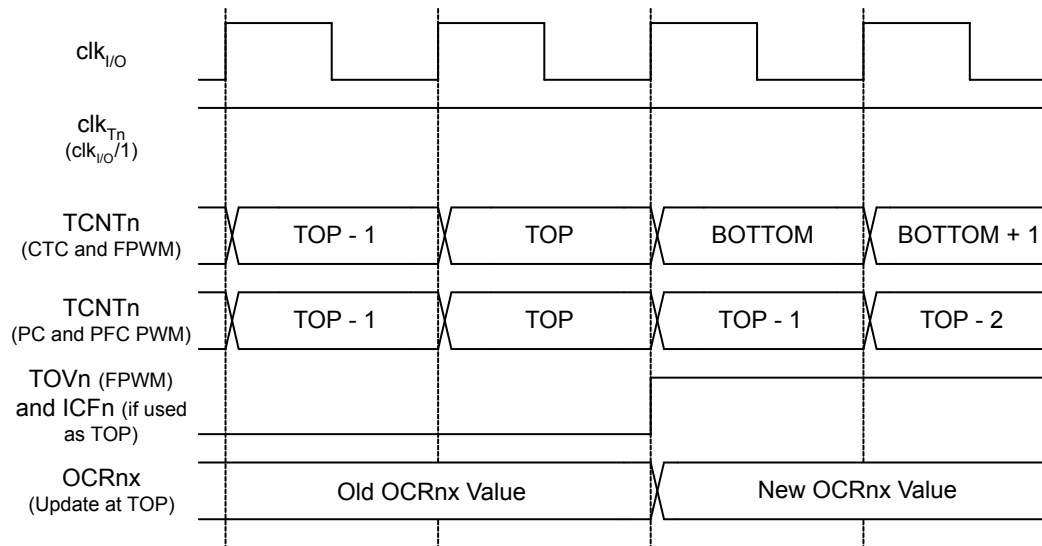 clkI/O
clkTn
(clkI/O/1)
TCNTn
(CTC and FPWM)
TOP - 1 TOP BOTTOM BOTTOM + 1
TCNTn
(PC and PFC PWM)
TOP - 1 TOP TOP - 1 TOP - 2
TOVn (FPWM)
and ICFn (if used
as TOP)
OCRnx
(Update at TOP)
Old OCRnx Value New OCRnx Value